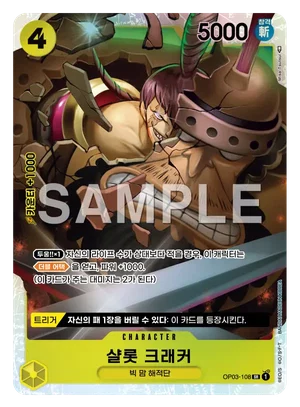 4
5000
참격
斬
카운터 +1000
SAMPLE
두웅!!×1 자신의 라이프 수가 상대보다 적을 경우, 이 캐릭터는
더블 어택 을 얻고, 파워 +1000.
(이 카드가 주는 대미지는 2가 된다)
트리거 자신의 패 1장을 버릴 수 있다: 이 카드를 등장시킨다.
CHARACTER
샬롯 크래커
빅 맘 해적단
OP03-108 SR 1